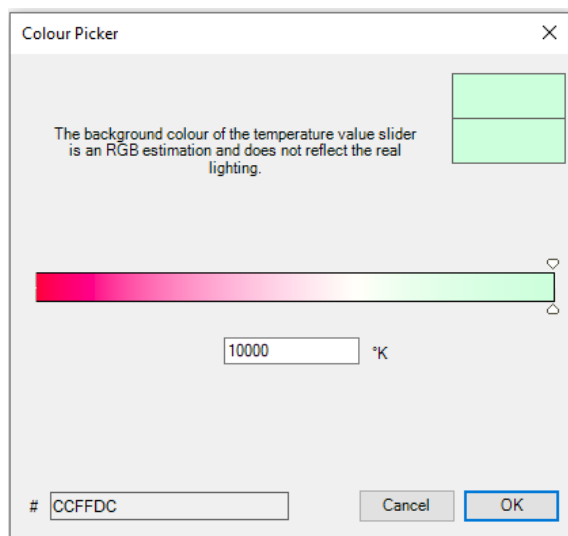 Colour Picker
The background colour of the temperature value slider
is an RGB estimation and does not reflect the real
lighting.
10000 °K
# CCFFDC
Cancel
OK